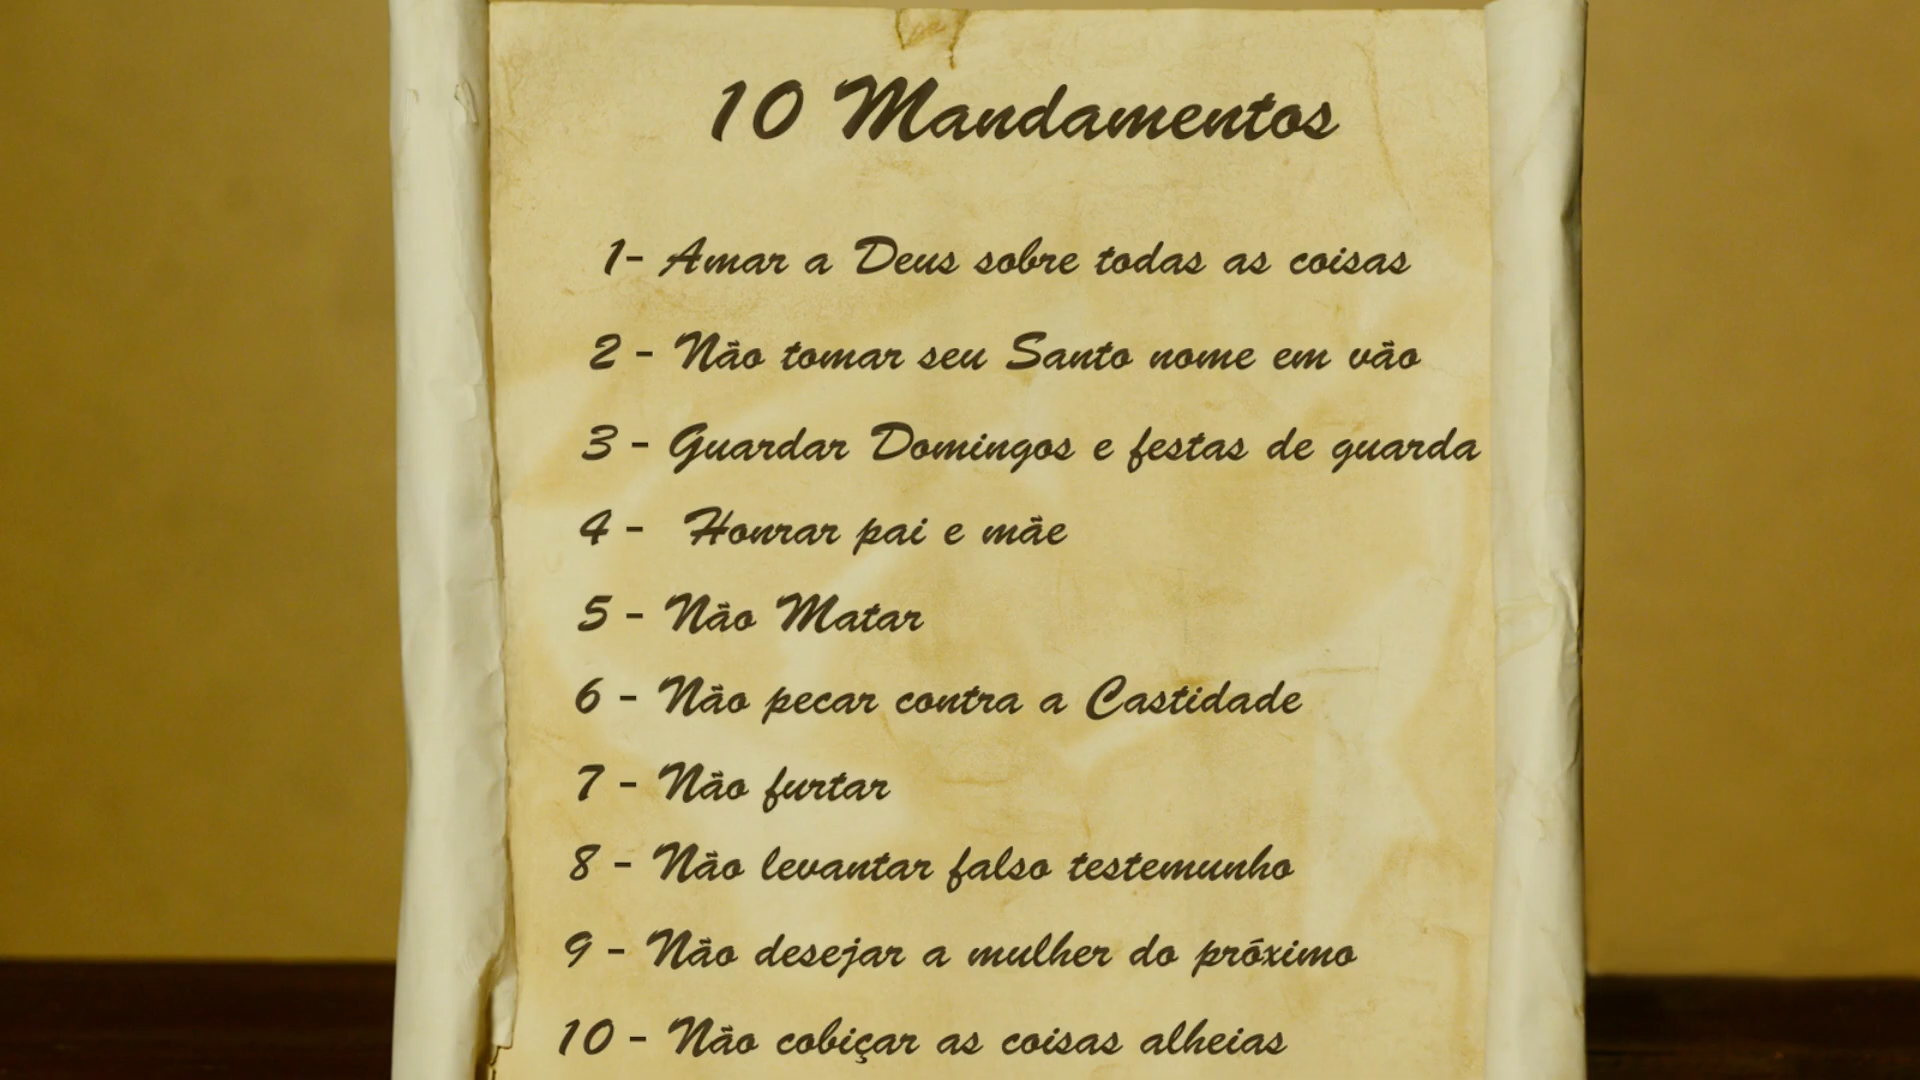 10 Mandamentos
1- Amar a Deus sobre todas as coisas
2 - Não tomar seu Santo nome em vão
3 - Guardar Domingos e festas de guarda
4 - Honrar pai e mãe
5 - Não Matar
6 - Não pecar contra a Castidade
7 - Não furtar
8 - Não levantar falso testemunho
9 - Não desejar a mulher do próximo
10 - Não cobiçar as coisas alheias